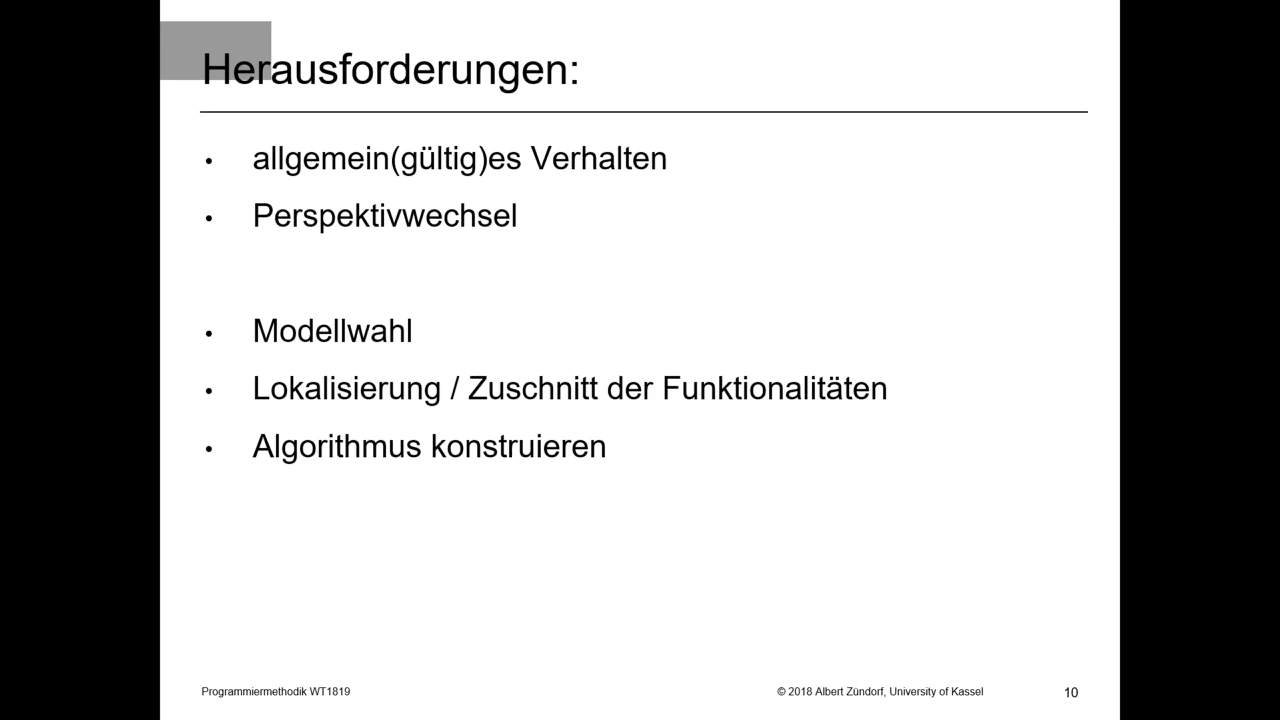 Herausforderungen:
• allgemein(gültig)es Verhalten
• Perspektivwechsel
• Modellwahl
• Lokalisierung / Zuschnitt der Funktionalitäten
• Algorithmus konstruieren
Programmiermethodik WT1819 © 2018 Albert Zündorf, University of Kassel 10